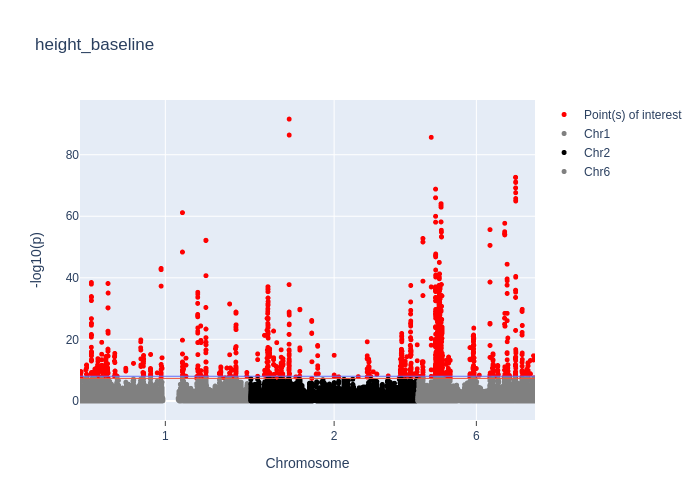 height_baseline
Point(s) of interest
Chr1
Chr2
Chr6
80
60
40
20
0
-log10(p)
1
2
6
Chromosome